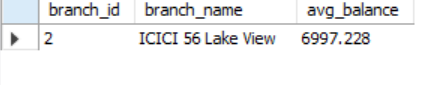 branch_id branch_name avg_balance
2 ICICI 56 Lake View 6997.228